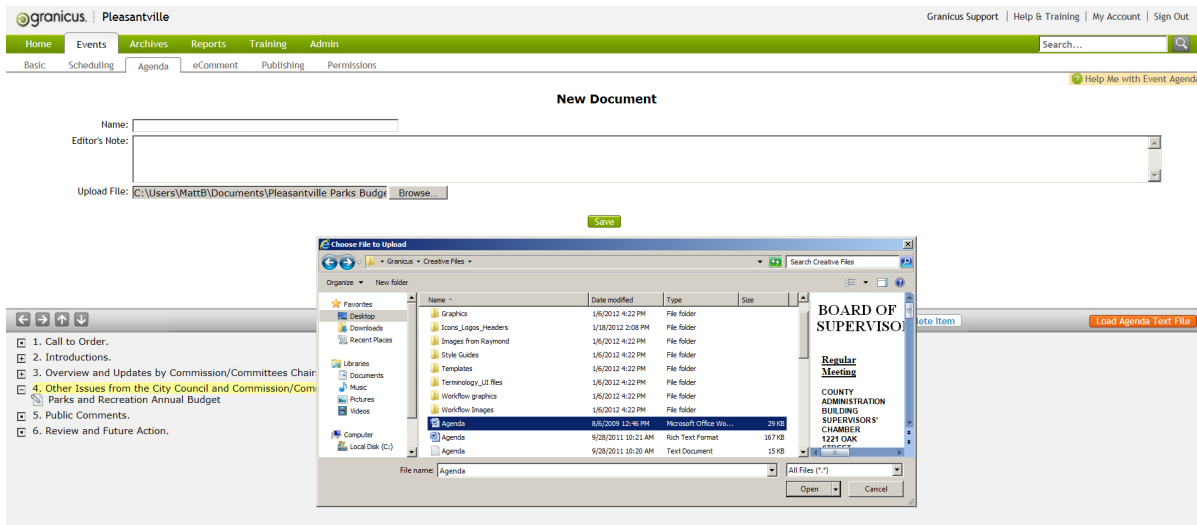 granicus. Pleasantville
Granicus Support | Help & Training | My Account | Sign Out
Home Events Archives Reports Training Admin
Search...
Basic Scheduling Agenda eComment Publishing Permissions
Help Me with Event Agenda
New Document
Name:
Editor's Note:
Upload File: C:\Users\MattB\Documents\Pleasantville Parks Budge Browse...
Save
Choose File to Upload
Granicus Creative Files
Search Creative Files
Organize New folder
Favorites
Desktop
Downloads
Recent Places
Libraries
Documents
Music
Pictures
Videos
Computer
Local Disk (C:)
Name Date modified Type Size
Graphics 1/6/2012 4:22 PM File folder
Icons_Logos_Headers 1/18/2012 2:08 PM File folder
Images from Raymond 1/6/2012 4:22 PM File folder
Style Guides 1/6/2012 4:22 PM File folder
Templates 1/6/2012 4:22 PM File folder
Terminology_UI files 1/6/2012 4:22 PM File folder
Workflow graphics 1/6/2012 4:22 PM File folder
Workflow Images 1/6/2012 4:22 PM File folder
Agenda 8/6/2009 12:46 PM Microsoft Office Wo... 29 KB
Agenda 9/28/2011 10:21 AM Rich Text Format 167 KB
Agenda 9/28/2011 10:20 AM Text Document 15 KB
BOARD OF
SUPERVISO
Regular
Meeting
COUNTY
ADMINISTRATION
BUILDING
SUPERVISORS'
CHAMBER
1221 OAK
STREET
File name: Agenda
All Files (*.*)
Open Cancel
lete Item
Load Agenda Text File
1. Call to Order.
2. Introductions.
3. Overview and Updates by Commission/Committees Chair
4. Other Issues from the City Council and Commission/Com
Parks and Recreation Annual Budget
5. Public Comments.
6. Review and Future Action.